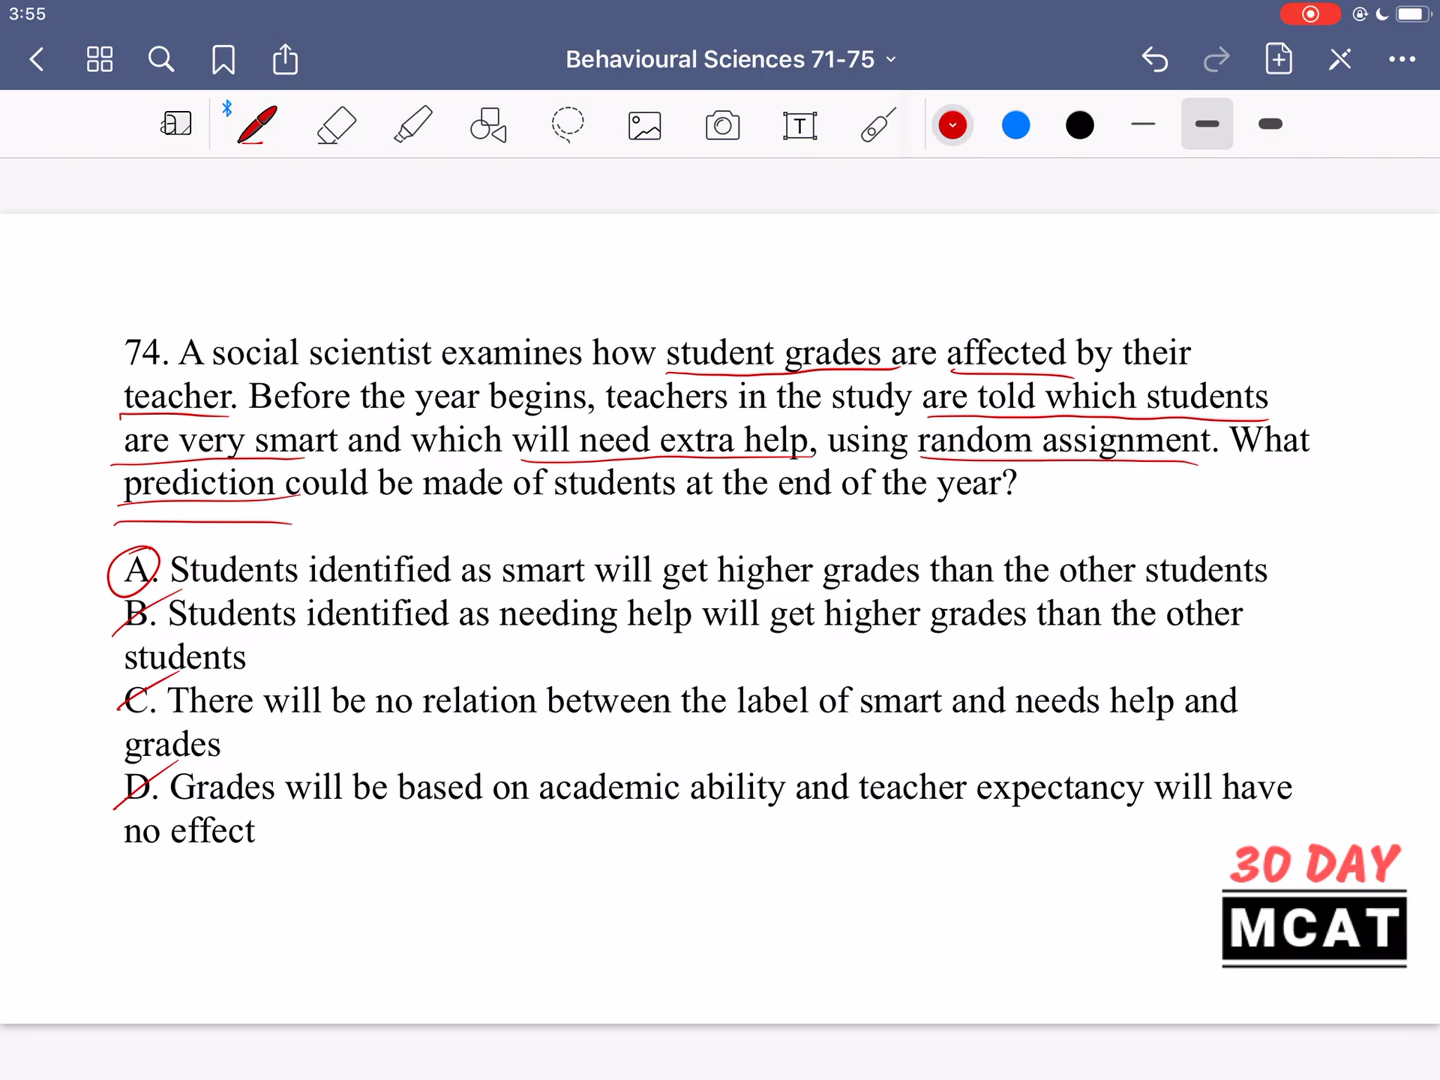 3:55
Behavioural Sciences 71-75
a
T
74. A social scientist examines how student grades are affected by their
teacher. Before the year begins, teachers in the study are told which students
are very smart and which will need extra help, using random assignment. What
prediction could be made of students at the end of the year?
A. Students identified as smart will get higher grades than the other students
B. Students identified as needing help will get higher grades than the other
students
C. There will be no relation between the label of smart and needs help and
grades
D. Grades will be based on academic ability and teacher expectancy will have
no effect
30 DAY
MCAT